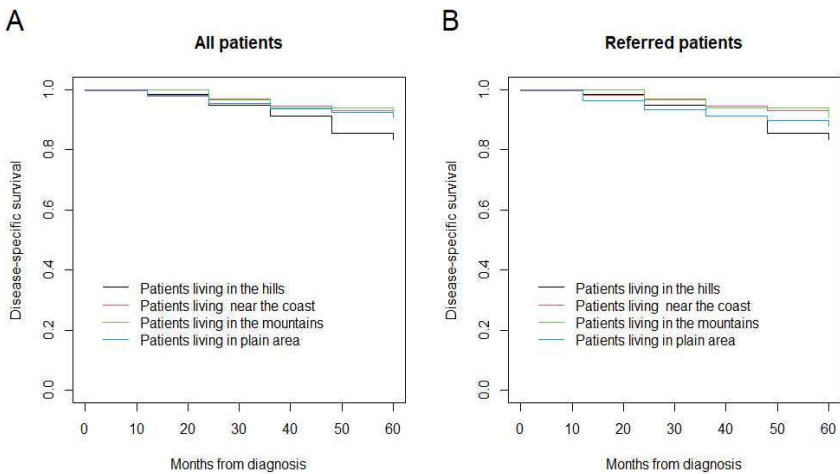 A
All patients
Disease-specific survival
1.0
0.8
0.6
0.4
0.2
0.0
Patients living in the hills
Patients living  near the coast
Patients living in the mountains
Patients living in plain area
0 10 20 30 40 50 60
Months from diagnosis
B
Referred patients
Disease-specific survival
1.0
0.8
0.6
0.4
0.2
0.0
Patients living in the hills
Patients living  near the coast
Patients living in the mountains
Patients living in plain area
0 10 20 30 40 50 60
Months from diagnosis